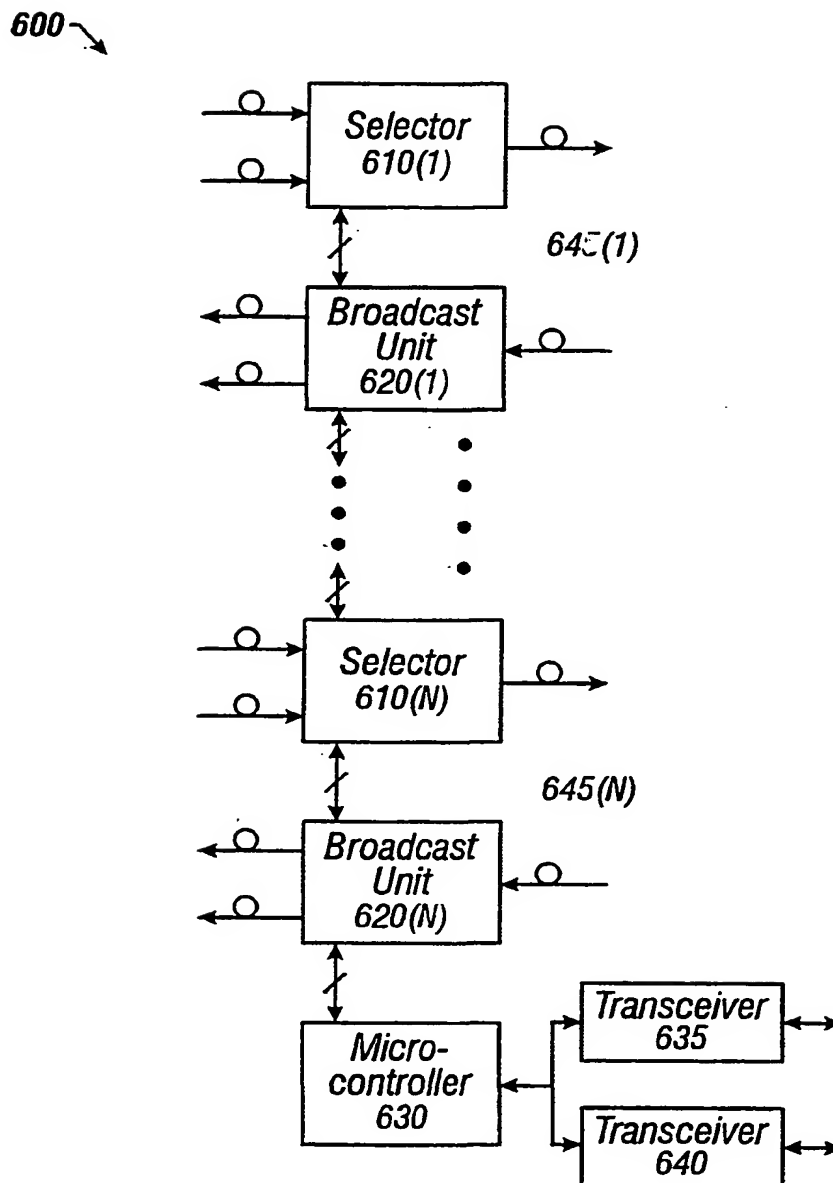 600
Selector
610(1)
645(1)
Broadcast
Unit
620(1)
Selector
610(N)
645(N)
Broadcast
Unit
620(N)
Micro-
controller
630
Transceiver
635
Transceiver
640